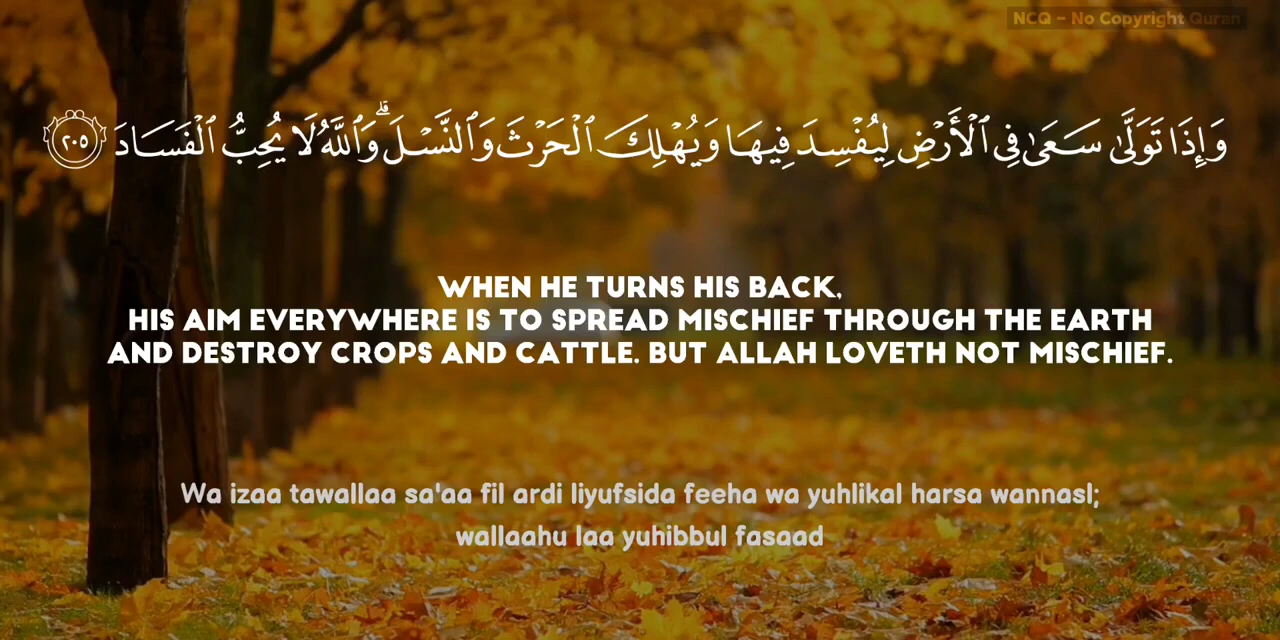 NCQ - No Copyright Quran
وَإِذَا تَوَلَّىٰ سَعَىٰ فِى ٱلْأَرْضِ لِيُفْسِدَ فِيهَا وَيُهْلِكَ ٱلْحَرْثَ وَٱلنَّسْلَ ۗ وَٱللَّهُ لَا يُحِبُّ ٱلْفَسَادَ ٢٠٥
WHEN HE TURNS HIS BACK,
HIS AIM EVERYWHERE IS TO SPREAD MISCHIEF THROUGH THE EARTH
AND DESTROY CROPS AND CATTLE. BUT ALLAH LOVETH NOT MISCHIEF.
Wa izaa tawallaa sa'aa fil ardi liyufsida feeha wa yuhlikal harsa wannasl;
wallaahu laa yuhibbul fasaad